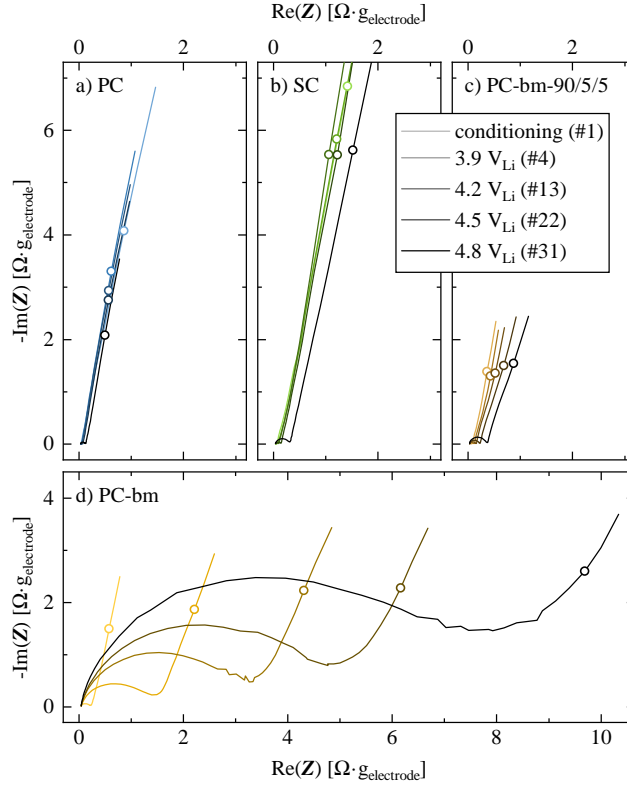 Re(Z) [Ω·g_electrode]
0 2 0 2 0 2
a) PC b) SC c) PC-bm-90/5/5
conditioning (#1)
3.9 V_Li (#4)
4.2 V_Li (#13)
4.5 V_Li (#22)
4.8 V_Li (#31)
-Im(Z) [Ω·g_electrode]
6
4
2
0
d) PC-bm
-Im(Z) [Ω·g_electrode]
4
2
0
0 2 4 6 8 10
Re(Z) [Ω·g_electrode]